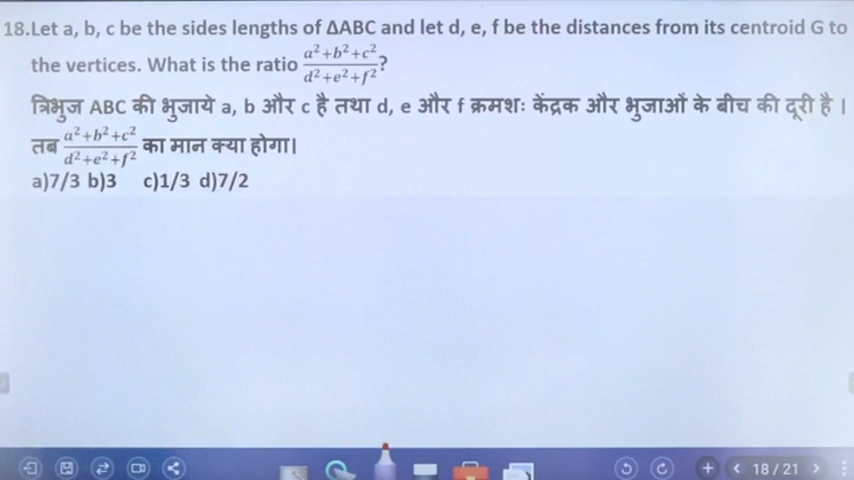 18.Let a, b, c be the sides lengths of ΔABC and let d, e, f be the distances from its centroid G to
the vertices. What is the ratio \frac{a²+b²+c²}{d²+e²+f²}?
त्रिभुज ABC की भुजाये a, b और c है तथा d, e और f क्रमशः केंद्रक और भुजाओं के बीच की दूरी है ।
तब \frac{a²+b²+c²}{d²+e²+f²} का मान क्या होगा।
a)7/3 b)3 c)1/3 d)7/2
18 / 21